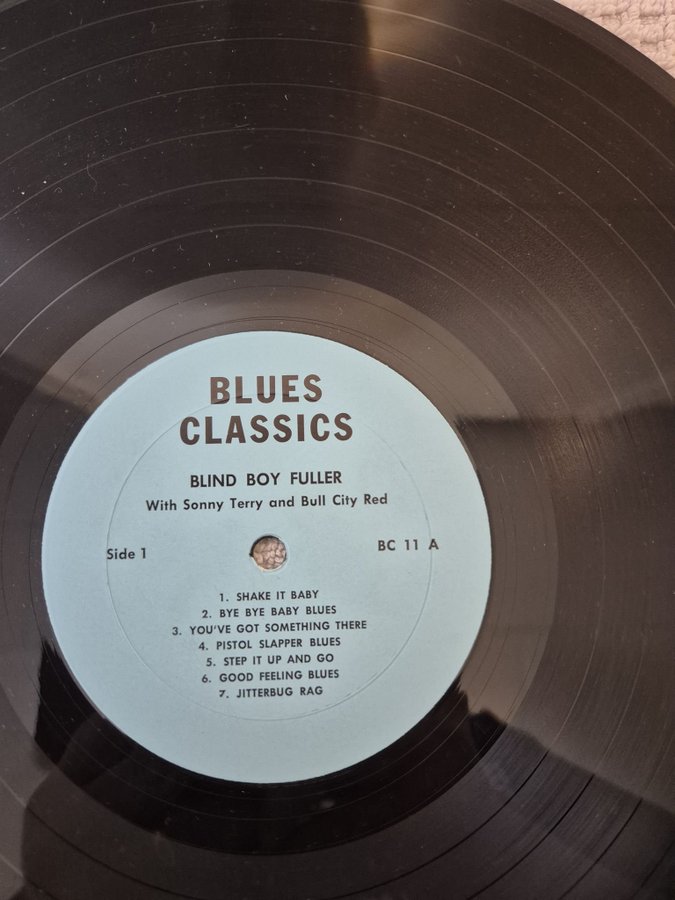 BLUES
CLASSICS
BLIND BOY FULLER
With Sonny Terry and Bull City Red
Side 1
BC 11 A
1. SHAKE IT BABY
2. BYE BYE BABY BLUES
3. YOU'VE GOT SOMETHING THERE
4. PISTOL SLAPPER BLUES
5. STEP IT UP AND GO
6. GOOD FEELING BLUES
7. JITTERBUG RAG